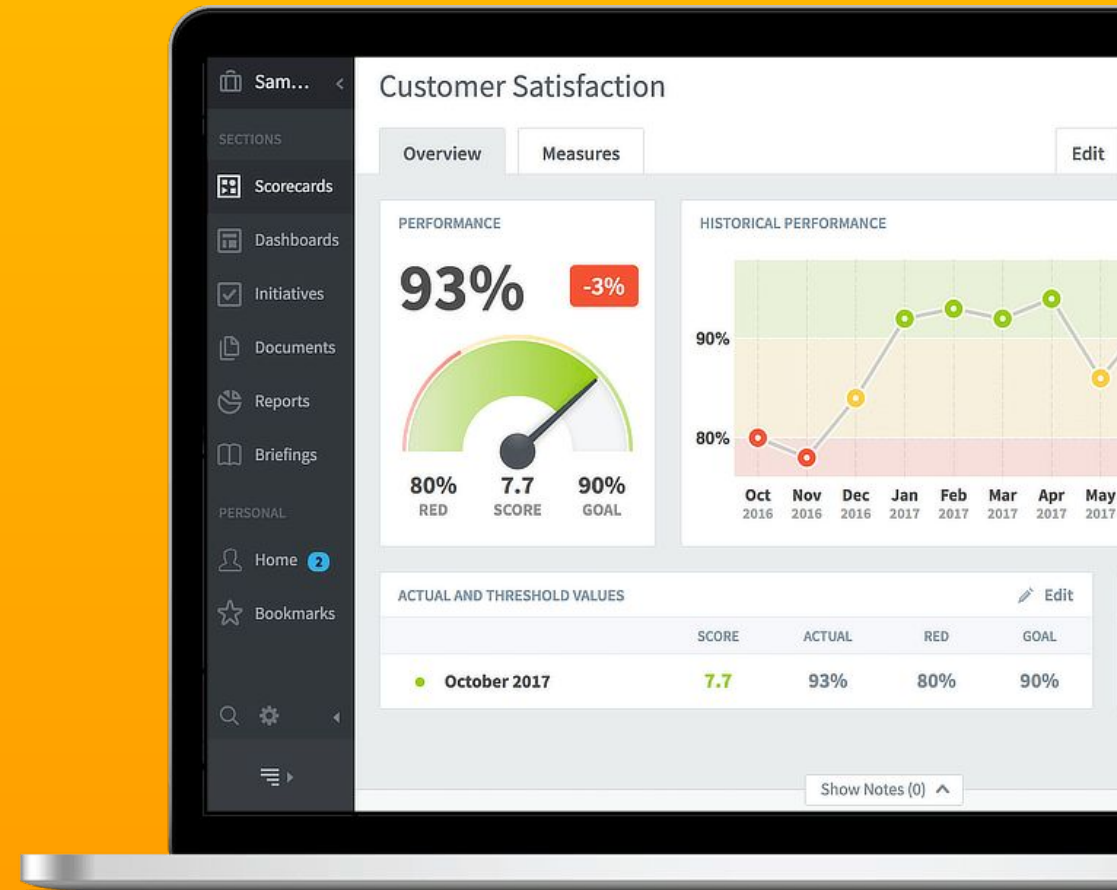 Sam...
SECTIONS
Scorecards
Dashboards
Initiatives
Documents
Reports
Briefings
PERSONAL
Home 2
Bookmarks
Customer Satisfaction
Overview Measures Edit
PERFORMANCE
93% -3%
80% 7.7 90%
RED SCORE GOAL
HISTORICAL PERFORMANCE
90%
80%
Oct Nov Dec Jan Feb Mar Apr May
2016 2016 2016 2017 2017 2017 2017 2017
ACTUAL AND THRESHOLD VALUES Edit
SCORE ACTUAL RED GOAL
October 2017 7.7 93% 80% 90%
Show Notes (0)